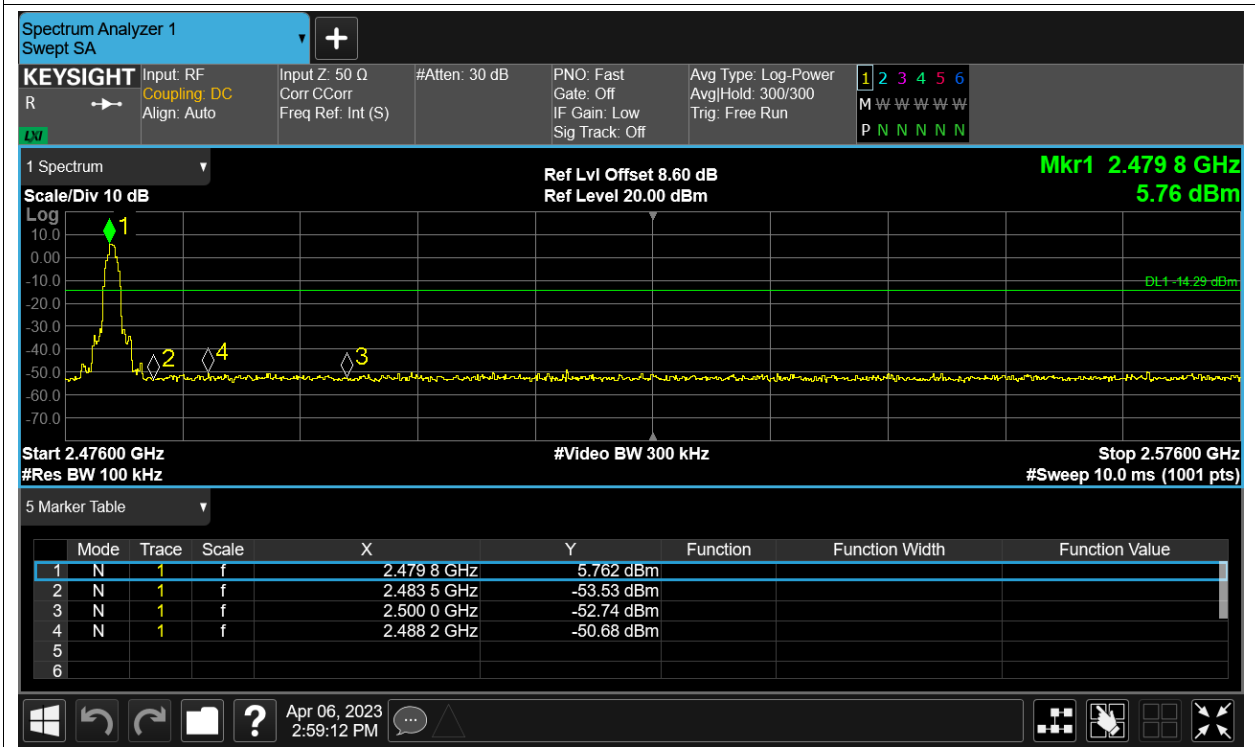 Spectrum Analyzer 1
Swept SA
KEYSIGHT
R
LXI
Input: RF
Coupling: DC
Align: Auto
Input Z: 50 Ω
Corr CCorr
Freq Ref: Int (S)
#Atten: 30 dB
PNO: Fast
Gate: Off
IF Gain: Low
Sig Track: Off
Avg Type: Log-Power
Avg|Hold: 300/300
Trig: Free Run
1 2 3 4 5 6
M W W W W W
P N N N N N
1 Spectrum
Scale/Div 10 dB
Ref Lvl Offset 8.60 dB
Ref Level 20.00 dBm
Mkr1 2.479 8 GHz
5.76 dBm
Log
10.0
0.00
-10.0
-20.0
-30.0
-40.0
-50.0
-60.0
-70.0
1
2
4
3
DL1 -14.29 dBm
Start 2.47600 GHz
#Video BW 300 kHz
Stop 2.57600 GHz
#Res BW 100 kHz
#Sweep 10.0 ms (1001 pts)
5 Marker Table
Mode Trace Scale X Y Function Function Width Function Value
1 N 1 f 2.479 8 GHz 5.762 dBm
2 N 1 f 2.483 5 GHz -53.53 dBm
3 N 1 f 2.500 0 GHz -52.74 dBm
4 N 1 f 2.488 2 GHz -50.68 dBm
5
6
?
Apr 06, 2023
2:59:12 PM